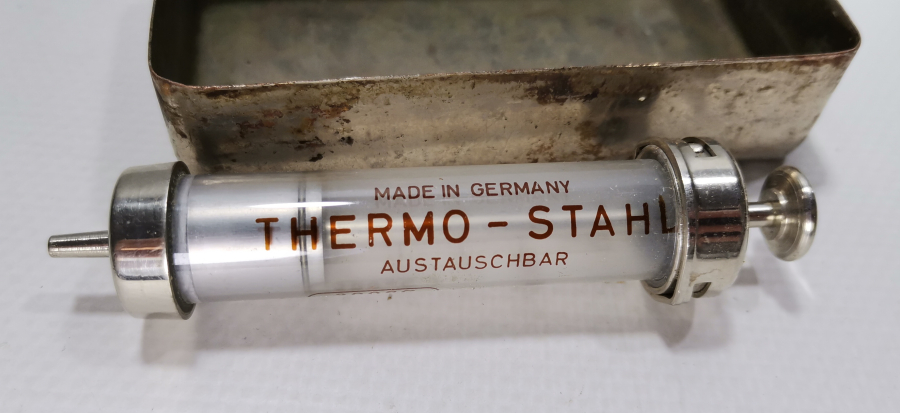 MADE IN GERMANY
THERMO - STAHL
AUSTAUSCHBAR